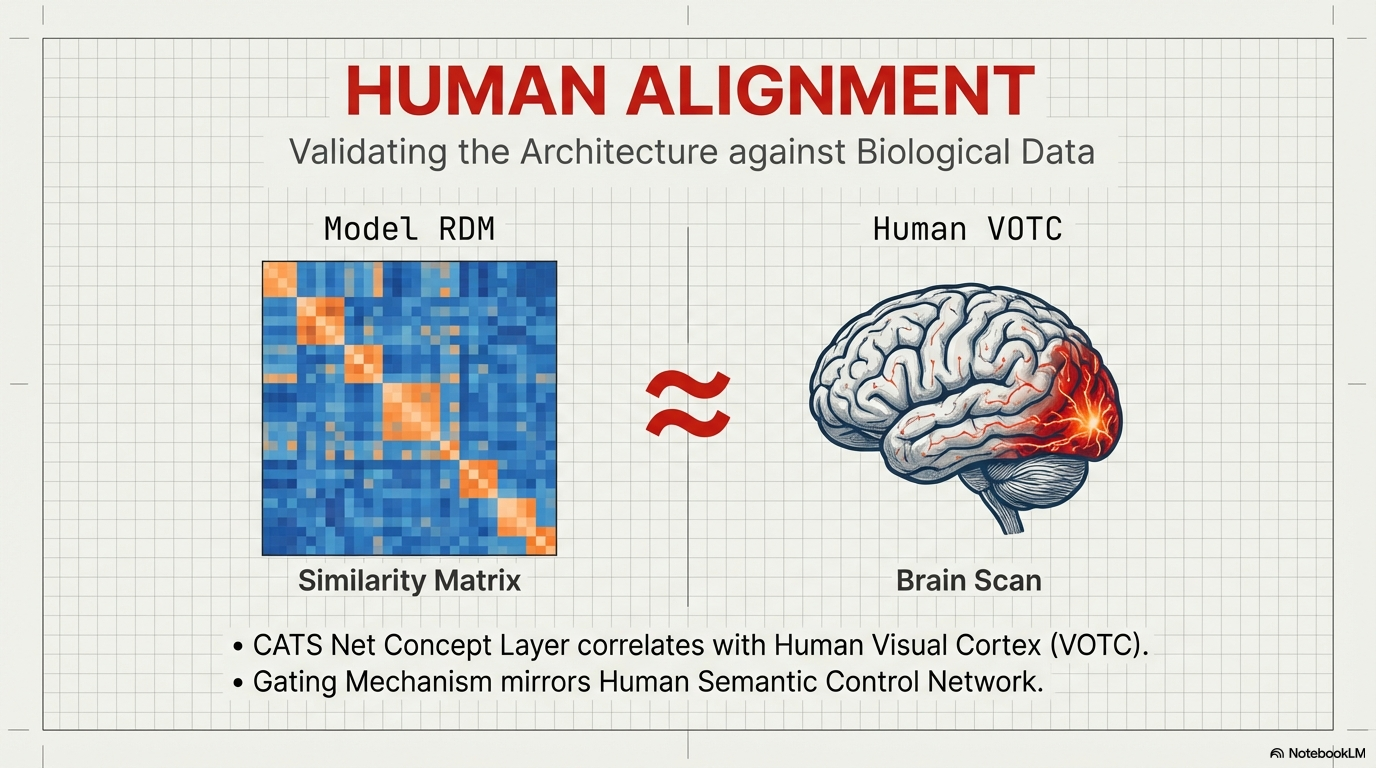 HUMAN ALIGNMENT
Validating the Architecture against Biological Data
Model RDM
Human VOTC
≈
Similarity Matrix
Brain Scan
• CATS Net Concept Layer correlates with Human Visual Cortex (VOTC).
• Gating Mechanism mirrors Human Semantic Control Network.
NotebookLM